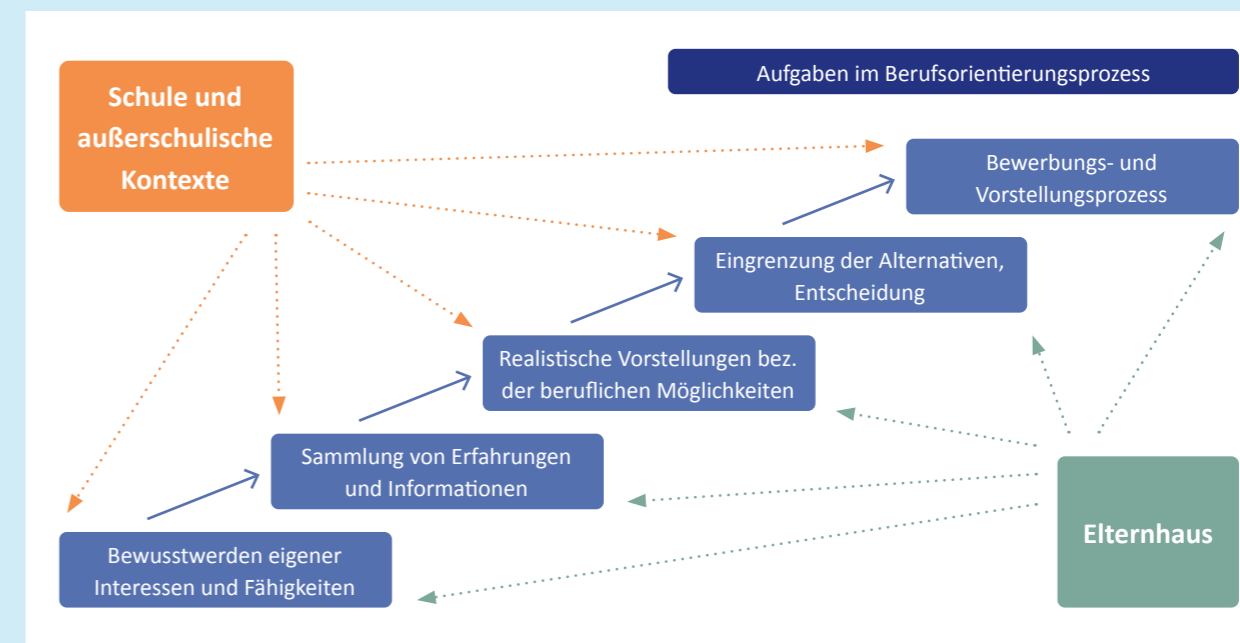 Aufgaben im Berufsorientierungsprozess
Schule und
außerschulische
Kontexte
Bewerbungs- und
Vorstellungsprozess
Eingrenzung der Alternativen,
Entscheidung
Realistische Vorstellungen bez.
der beruflichen Möglichkeiten
Sammlung von Erfahrungen
und Informationen
Elternhaus
Bewusstwerden eigener
Interessen und Fähigkeiten